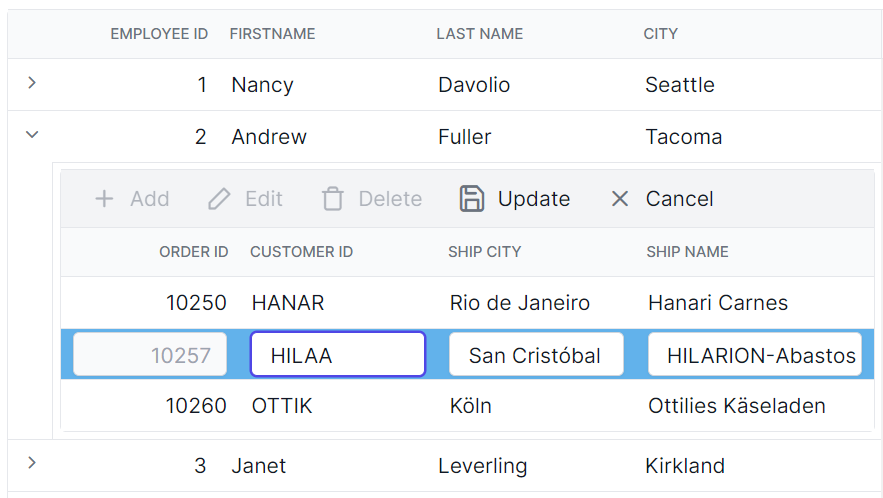 EMPLOYEE ID FIRSTNAME LAST NAME CITY
1 Nancy Davolio Seattle
2 Andrew Fuller Tacoma
Add Edit Delete Update Cancel
ORDER ID CUSTOMER ID SHIP CITY SHIP NAME
10250 HANAR Rio de Janeiro Hanari Carnes
10257 HILAA San Cristóbal HILARION-Abastos
10260 OTTIK Köln Ottilies Käseladen
3 Janet Leverling Kirkland